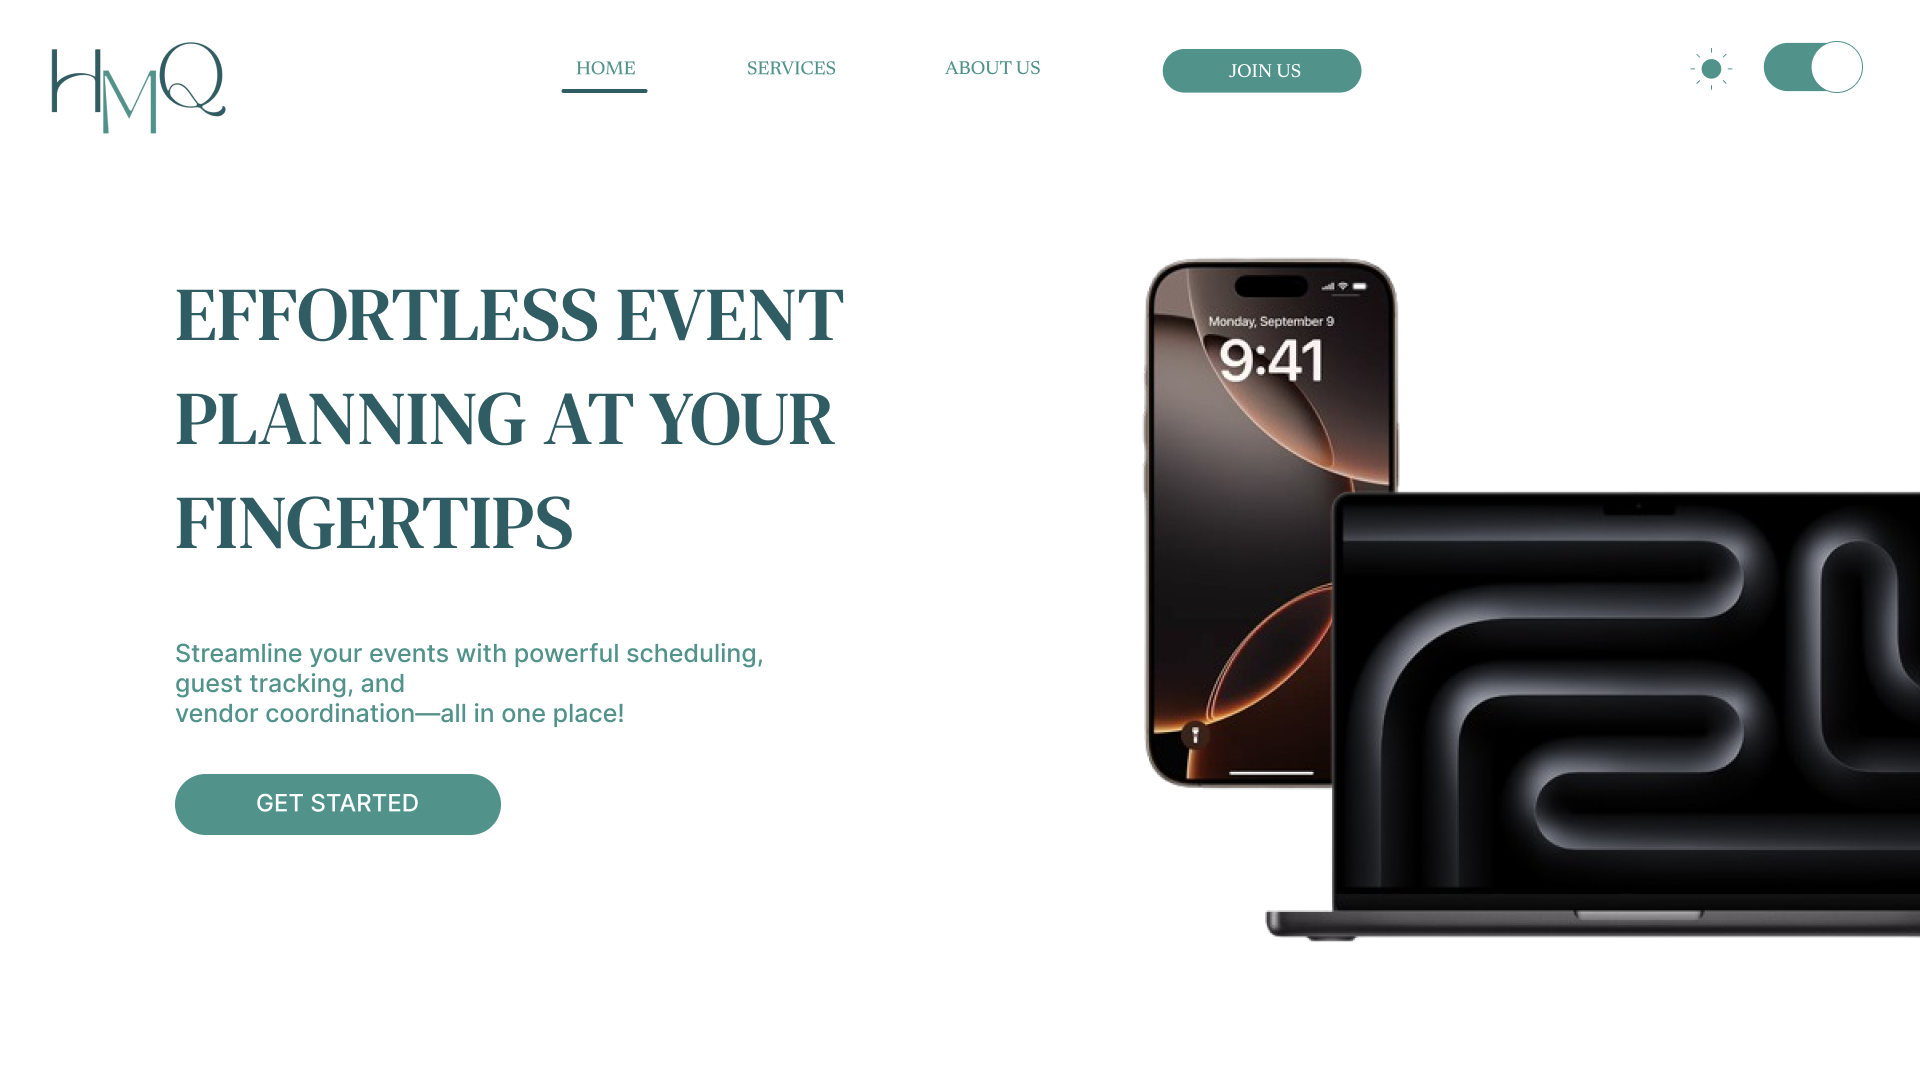 HMQ
HOME
SERVICES
ABOUT US
JOIN US
EFFORTLESS EVENT
PLANNING AT YOUR
FINGERTIPS
Streamline your events with powerful scheduling,
guest tracking, and
vendor coordination—all in one place!
GET STARTED
Monday, September 9
9:41